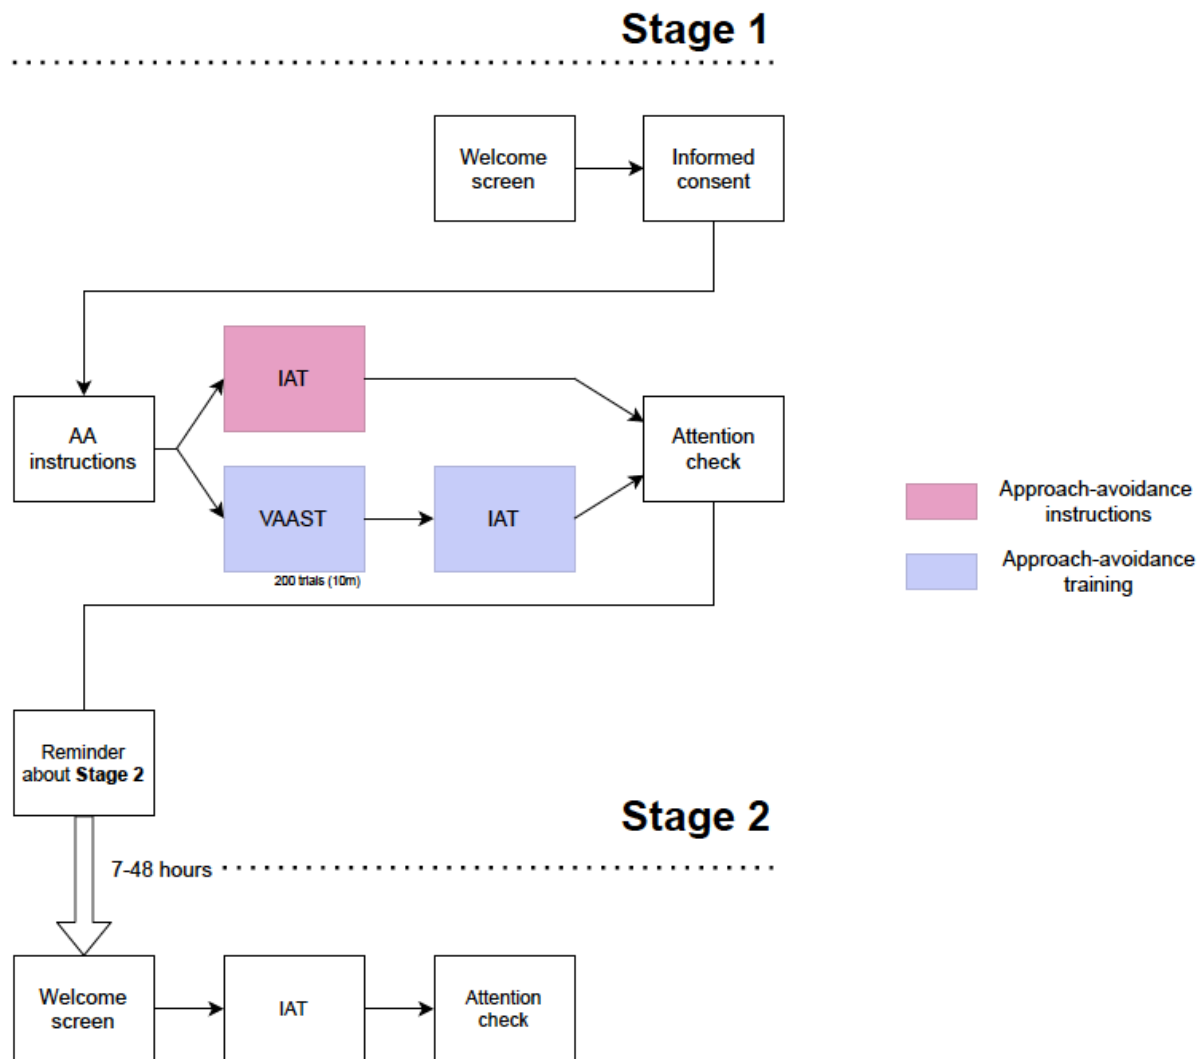 Stage 1
Welcome
screen
Informed
consent
IAT
AA
instructions
Attention
check
VAAST
IAT
200 trials (10m)
Approach-avoidance
instructions
Approach-avoidance
training
Reminder
about Stage 2
Stage 2
7-48 hours
Welcome
screen
IAT
Attention
check